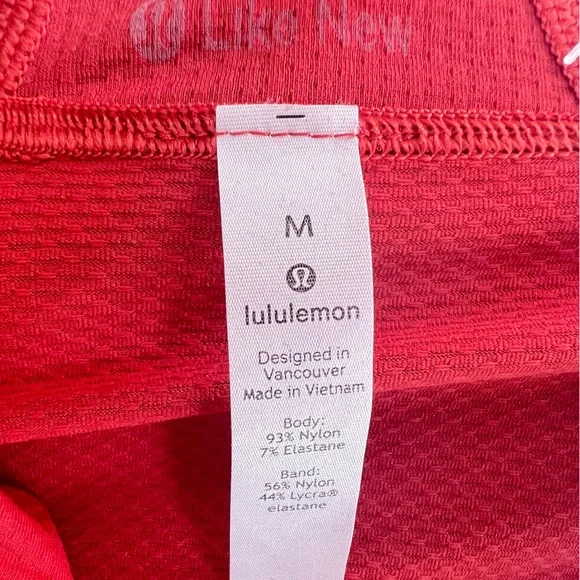 Like New
M
lululemon
Designed in
Vancouver
Made in Vietnam
Body:
93% Nylon
7% Elastane
Band:
56% Nylon
44% Lycra®
elastane